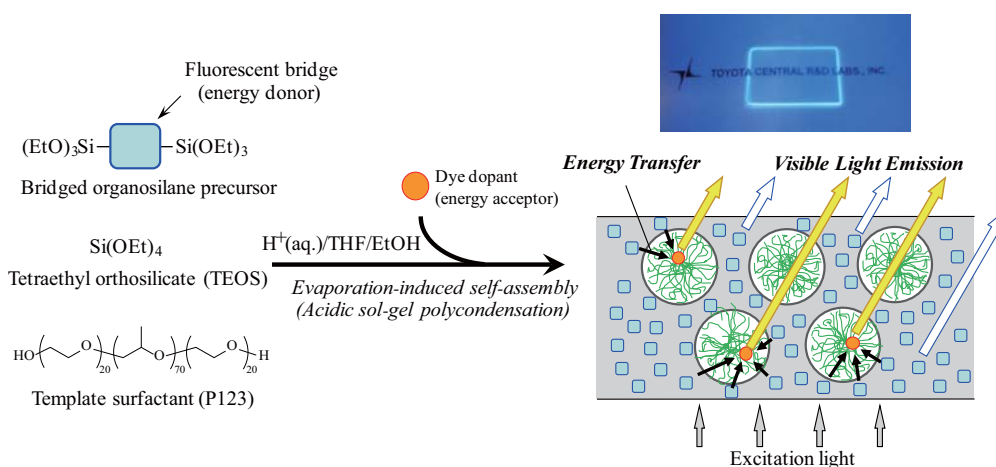 Fluorescent bridge
(energy donor)
(EtO)3Si
Si(OEt)3
Bridged organosilane precursor
Si(OEt)4
Tetraethyl orthosilicate (TEOS)
HO
O
20
O
70
O
H
20
Template surfactant (P123)
Dye dopant
(energy acceptor)
H+(aq.)/THF/EtOH
Evaporation-induced self-assembly
(Acidic sol-gel polycondensation)
TOYOTA CENTRAL R&D LABS., INC.
Energy Transfer
Visible Light Emission
Excitation light